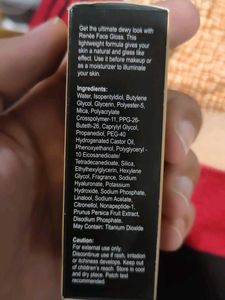 Get the ultimate dewy look with
Renée Face Gloss. This
lightweight formula gives your
skin a natural and glass like
effect. Use it before makeup or
as a moisturizer to illuminate
your skin.
Ingredients:
Water, Isopentyldiol, Butylene
Glycol, Glycerin, Polyester-5,
Mica, Polyacrylate
Crosspolymer-11, PPG-26-
Buteth-26, Caprylyl Glycol,
Propanediol, PEG-40
Hydrogenated Castor Oil,
Phenoxyethanol, Polyglyceryl -
10 Eicosanedioate/
Tetradecanedioate, Silica,
Ethylhexylglycerin, Hexylene
Glycol, Fragrance, Sodium
Hyaluronate, Potassium
Hydroxide, Sodium Phosphate,
Linalool, Sodium Acetate,
Citronellol, Nonapeptide-1,
Prunus Persica Fruit Extract,
Disodium Phosphate.
May Contain: Titanium Dioxide
Caution:
For external use only.
Discontinue use if rash, irritation
or itchiness develops. Keep out
of children's reach. Store in cool
and dry place. Patch test
recommended.